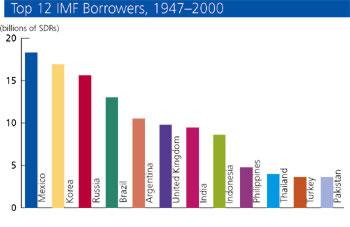 Top 12 IMF Borrowers, 1947–2000
(billions of SDRs)
20
15
10
5
0
Mexico
Korea
Russia
Brazil
Argentina
United Kingdom
India
Indonesia
Philippines
Thailand
Turkey
Pakistan